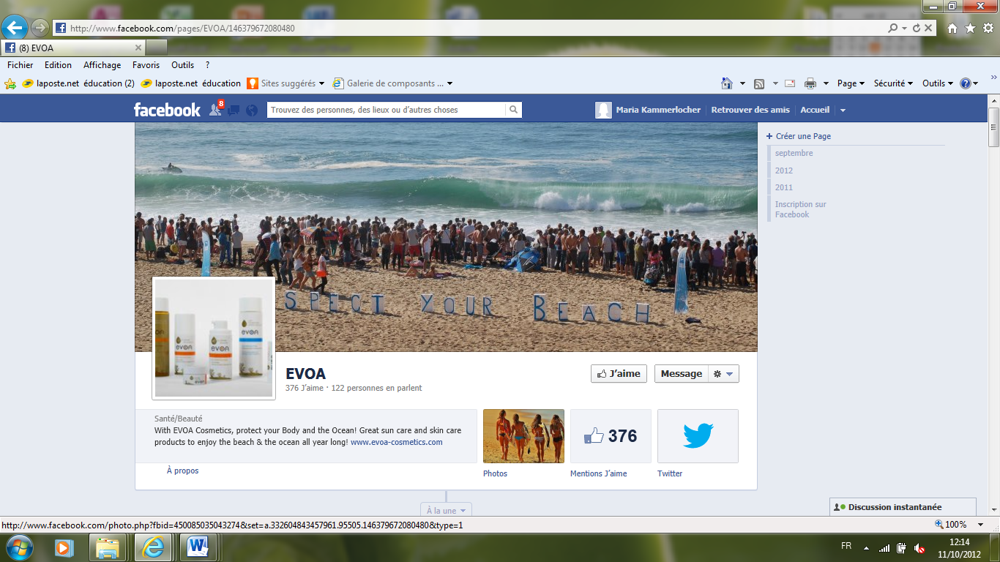 http://www.facebook.com/pages/EVOA/146379672080480
(8) EVOA
Fichier Edition Affichage Favoris Outils ?
laposte.net éducation (2) laposte.net éducation Sites suggérés Galerie de composants ... Page Sécurité Outils »
facebook 8 Trouvez des personnes, des lieux ou d'autres choses Maria Kammerlocher Retrouver des amis Accueil
+ Créer une Page
septembre
2012
2011
Inscription sur
Facebook
SPECT YOUR BEACH
evoa evoa evoa
EVOA
376 J'aime · 122 personnes en parlent
J'aime Message
Santé/Beauté
With EVOA Cosmetics, protect your Body and the Ocean! Great sun care and skin care
products to enjoy the beach & the ocean all year long! www.evoa-cosmetics.com
À propos
376
Photos Mentions J'aime Twitter
À la une
Discussion instantanée
http://www.facebook.com/photo.php?fbid=450085035043274&set=a.332604843457961.95505.146379672080480&type=1
100%
FR
12:14
11/10/2012